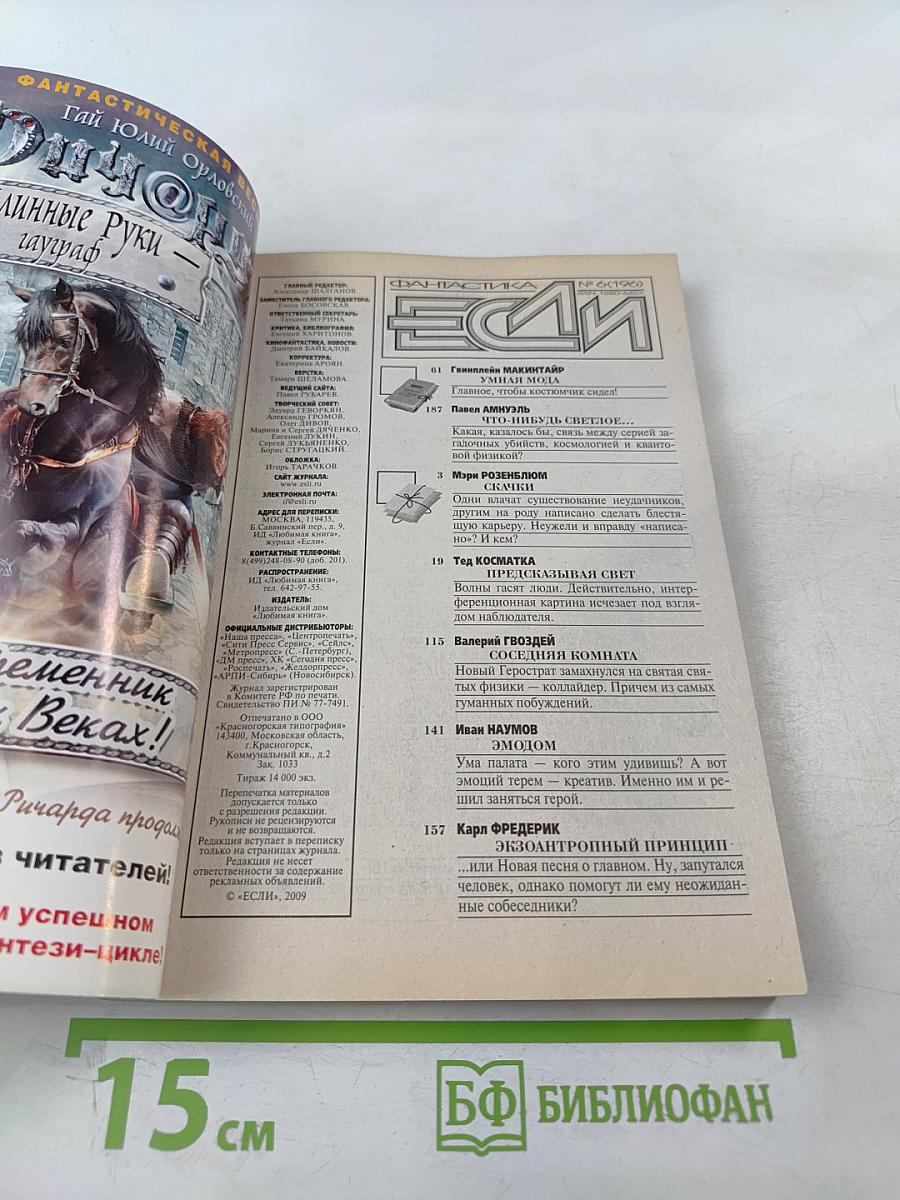 ФАНТАСТИЧЕСКАЯ
Гай Юлий Орловский
линные Руки —
гауграф
ременник
Веках!
Ричарда продол
читателей!
м успешном
нтези–цикле!
ГЛАВНЫЙ РЕДАКТОР:
Александр ШАЛГАНОВ.
ЗАМЕСТИТЕЛЬ ГЛАВНОГО РЕДАКТОРА:
Елена БОСОВСКАЯ.
ОТВЕТСТВЕННЫЙ СЕКРЕТАРЬ:
Татьяна МУРИНА.
КРИТИКА, БИБЛИОГРАФИЯ:
Евгений ХАРИТОНОВ.
КИНОФАНТАСТИКА, НОВОСТИ:
Дмитрий БАЙКАЛОВ.
КОРРЕКТУРА:
Екатерина АРОЯН.
ВЕРСТКА:
Тамара ШЕЛАМОВА.
ВЕДУЩИЙ САЙТА:
Павел ГУБАРЕВ.
ТВОРЧЕСКИЙ СОВЕТ:
Эдуард ГЕВОРКЯН,
Александр ГРОМОВ,
Олег ДИВОВ,
Марина и Сергей ДЯЧЕНКО,
Евгений ЛУКИН,
Сергей ЛУКЬЯНЕНКО,
Борис СТРУГАЦКИЙ.
ОБЛОЖКА:
Игорь ТАРАЧКОВ.
САЙТ ЖУРНАЛА:
www.esli.ru
ЭЛЕКТРОННАЯ ПОЧТА:
if@esli.ru
АДРЕС ДЛЯ ПЕРЕПИСКИ:
МОСКВА, 119435,
Б.Саввинский пер., д. 9,
ИД «Любимая книга»,
журнал «Если».
КОНТАКТНЫЕ ТЕЛЕФОНЫ:
8(499)248-08-90 (доб. 201).
РАСПРОСТРАНЕНИЕ:
ИД «Любимая книга»,
тел. 642-97-55.
ИЗДАТЕЛЬ:
Издательский дом
«Любимая книга».
ОФИЦИАЛЬНЫЕ ДИСТРИБЬЮТОРЫ:
«Наша пресса», «Центропечать»,
«Сити Пресс Сервис», «Сейлс»,
«Метропресс» (С.-Петербург),
«ДМ пресс», ХК «Сегодня пресс»,
«Роспечать», «Желдорпресс»,
«АРПИ–Сибирь» (Новосибирск).
Журнал зарегистрирован
в Комитете РФ по печати.
Свидетельство ПИ № 77-7491.
Отпечатано в ООО
«Красногорская типография»
143400, Московская область,
г.Красногорск,
Коммунальный кв., д.2
Зак. 1033
Тираж 14 000 экз.
Перепечатка материалов
допускается только
с разрешения редакции.
Рукописи не рецензируются
и не возвращаются.
Редакция вступает в переписку
только на страницах журнала.
Редакция не несет
ответственности за содержание
рекламных объявлений.
© «ЕСЛИ», 2009
ФАНТАСТИКА № 6(196)
ISSN 1680-645X
ЕСЛИ
61 Гвинплейн МАКИНТАЙР
УМНАЯ МОДА
Главное, чтобы костюмчик сидел!
187 Павел АМНУЭЛЬ
ЧТО-НИБУДЬ СВЕТЛОЕ...
Какая, казалось бы, связь между серией за-
гадочных убийств, космологией и кванто-
вой физикой?
3 Мэри РОЗЕНБЛЮМ
СКАЧКИ
Одни влачат существование неудачников,
другим на роду написано сделать блестя-
щую карьеру. Неужели и вправду «написа-
но»? И кем?
19 Тед КОСМАТКА
ПРЕДСКАЗЫВАЯ СВЕТ
Волны гасят люди. Действительно, интер-
ференционная картина исчезает под взгля-
дом наблюдателя.
115 Валерий ГВОЗДЕЙ
СОСЕДНЯЯ КОМНАТА
Новый Герострат замахнулся на святая свя-
тых физики — коллайдер. Причем из самых
гуманных побуждений.
141 Иван НАУМОВ
ЭМОДОМ
Ума палата — кого этим удивишь? А вот
эмоций терем — креатив. Именно им и ре-
шил заняться герой.
157 Карл ФРЕДЕРИК
ЭКЗОАНТРОПНЫЙ ПРИНЦИП
...или Новая песня о главном. Ну, запутался
человек, однако помогут ли ему неожидан-
ные собеседники?
15 см
БФ БИБЛИОФАН